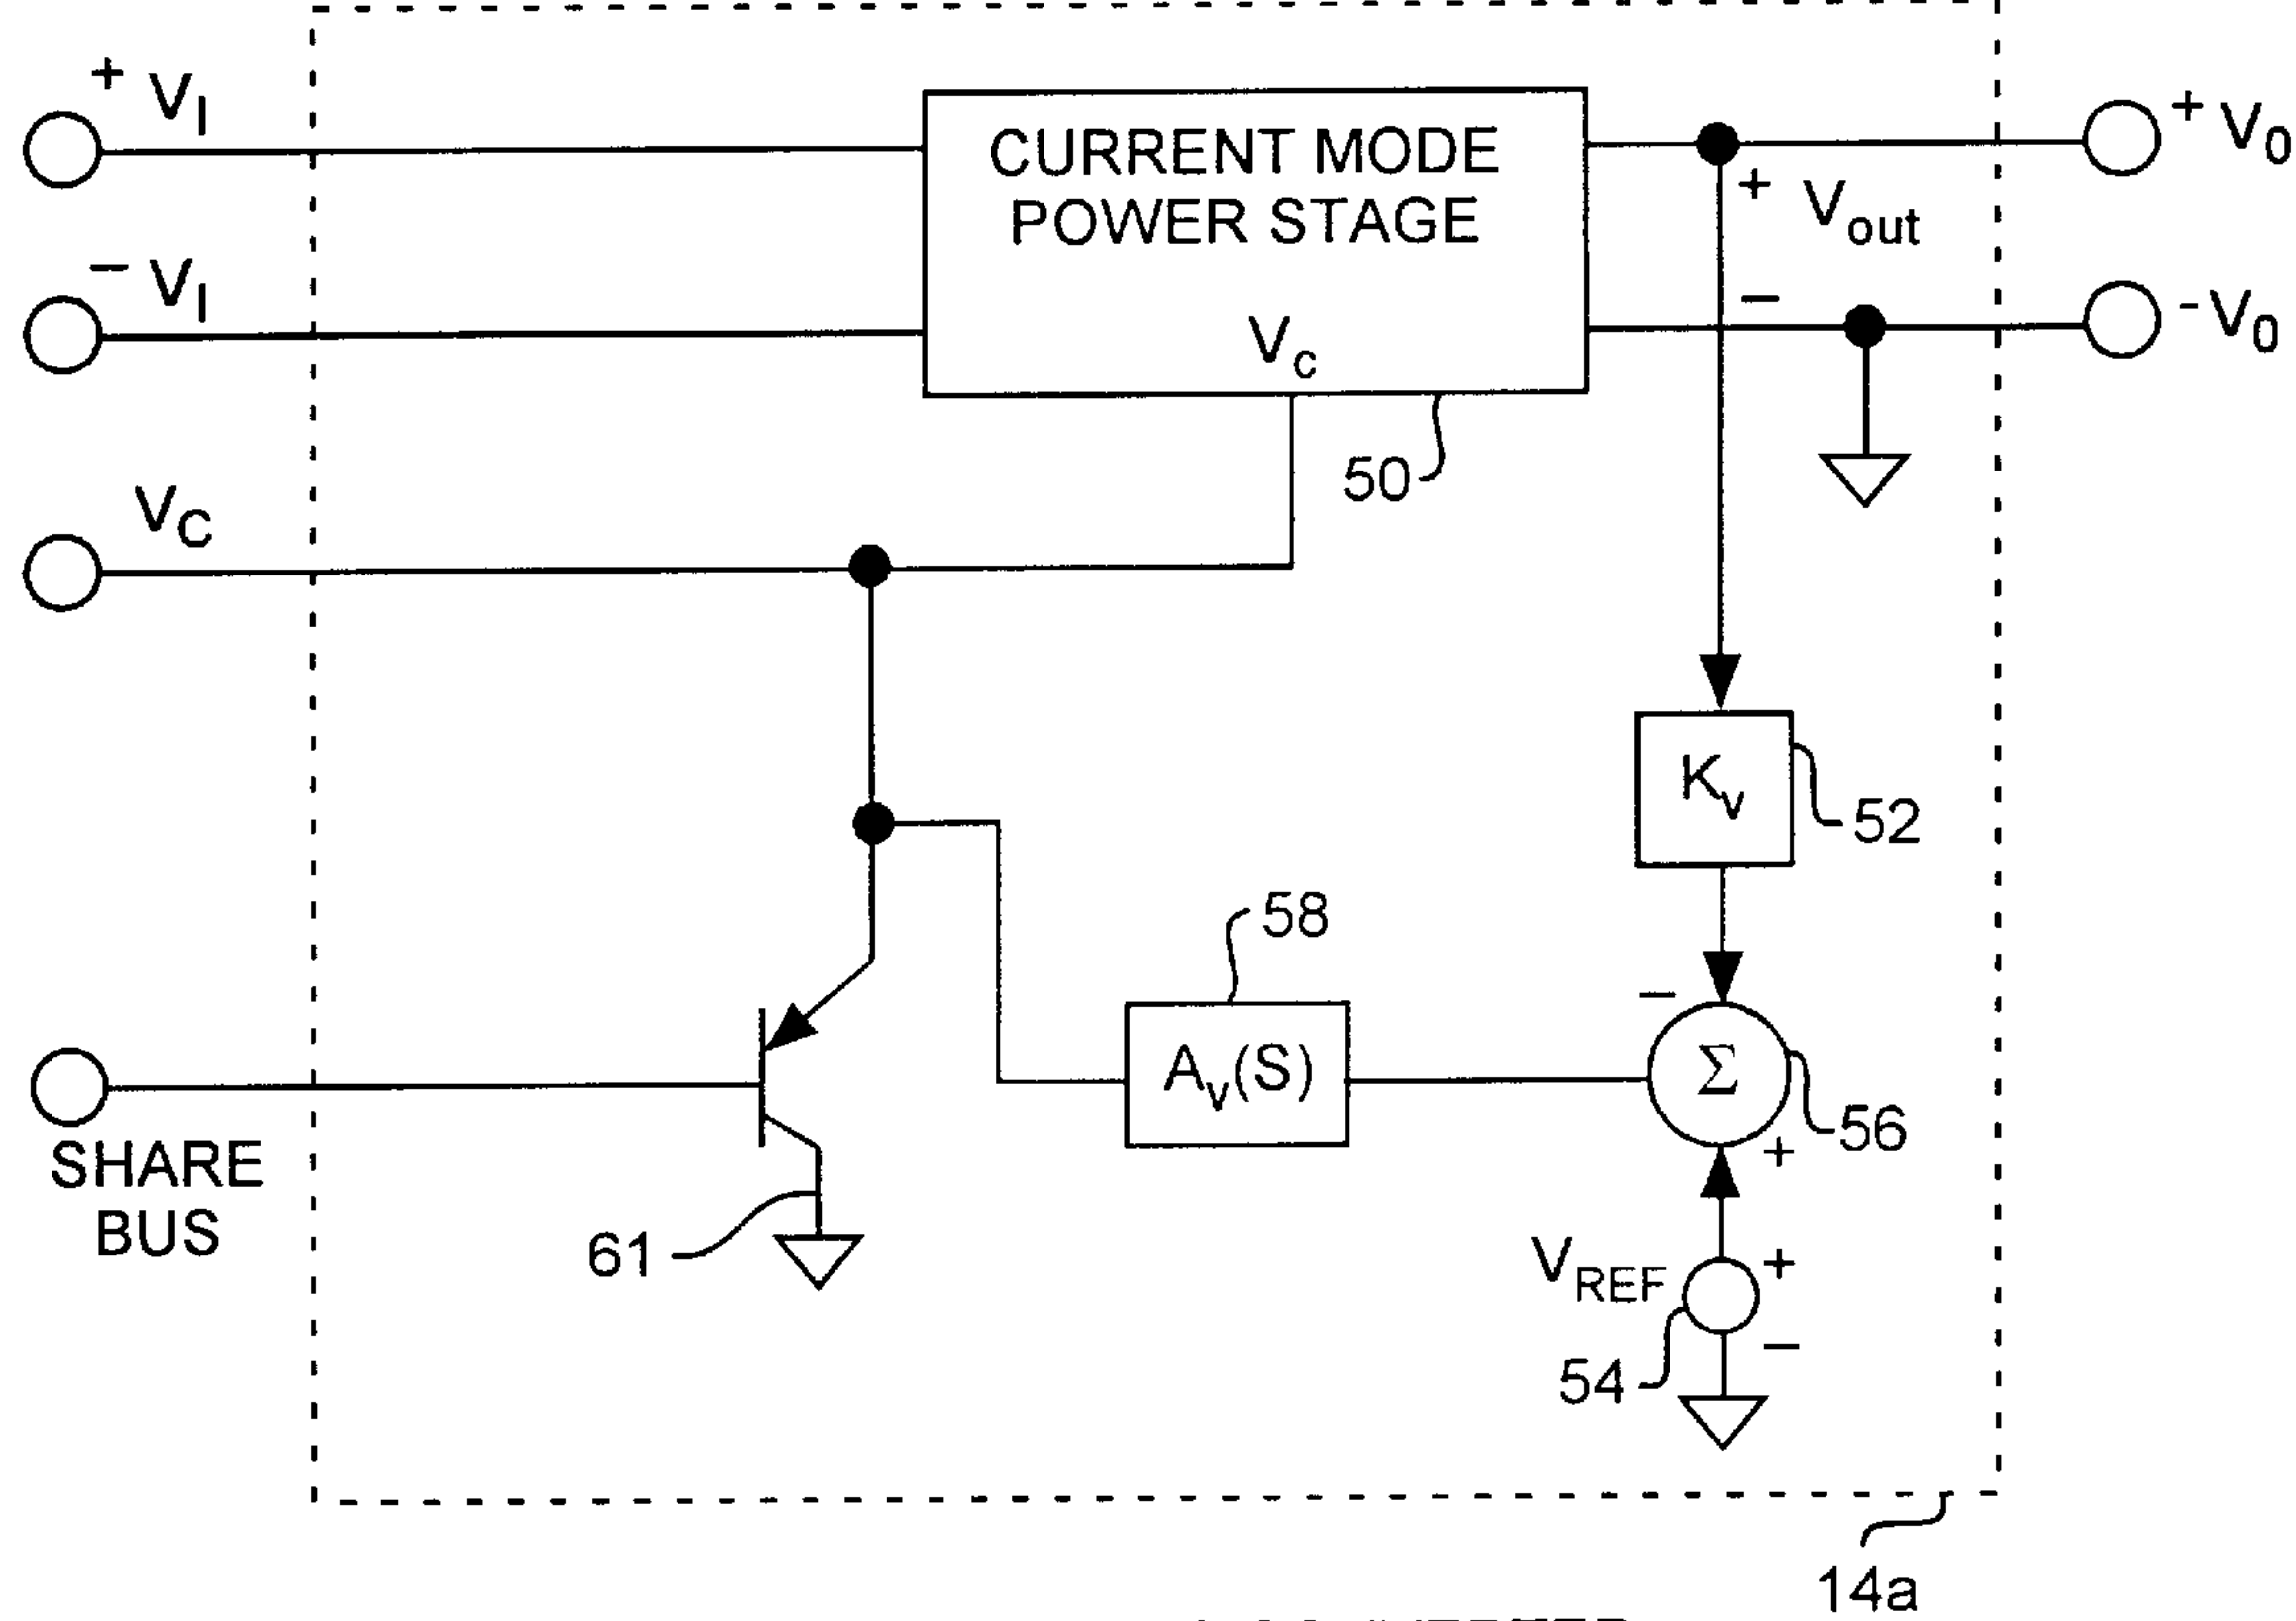 + VI
CURRENT MODE
POWER STAGE
+ V0
+ Vout
- VI
Vc
−
- V0
50
VC
Kv
52
58
−
Av(S)
Σ
56
+
SHARE
BUS
61
VREF
+
54
−
14a